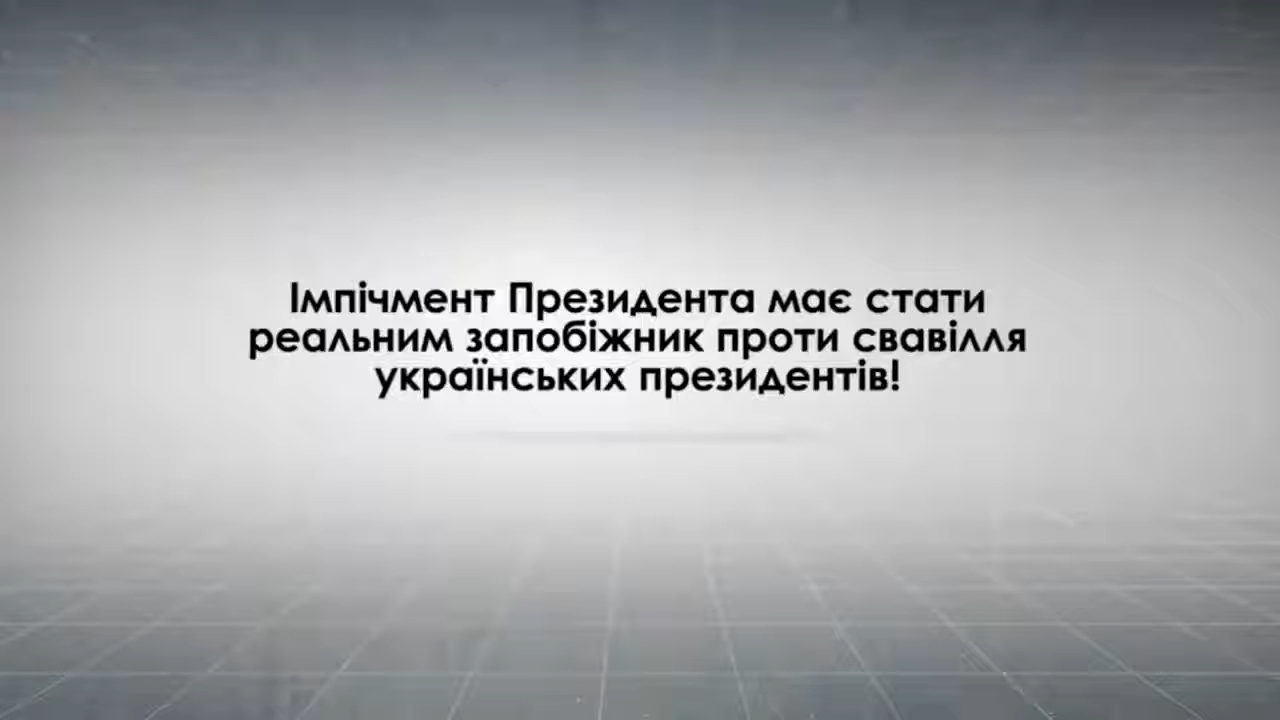 Імпічмент Президента має стати
реальним запобіжник проти свавілля
українських президентів!